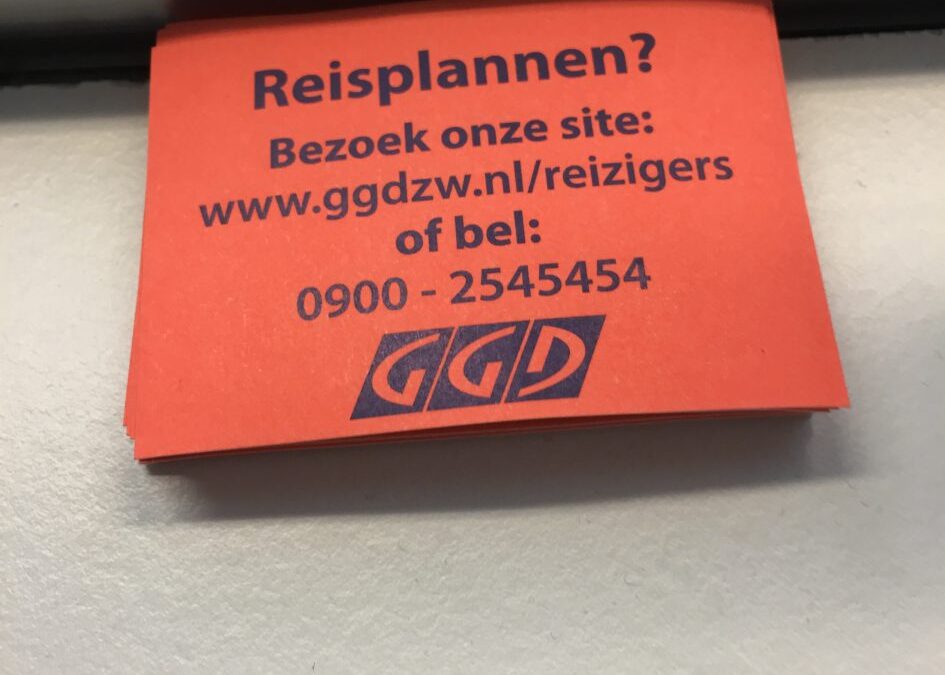 Reisplannen?
Bezoek onze site:
www.ggdzw.nl/reizigers
of bel:
0900 - 2545454
GGD